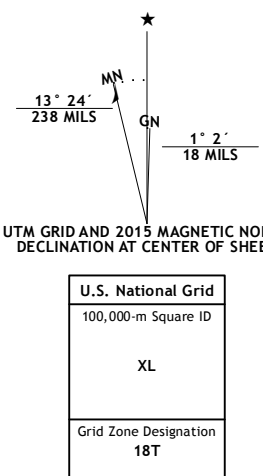 ★
MN
13° 24´
238 MILS
GN
1° 2´
18 MILS
UTM GRID AND 2015 MAGNETIC NO
DECLINATION AT CENTER OF SHEE
U.S. National Grid
100,000-m Square ID
XL
Grid Zone Designation
18T